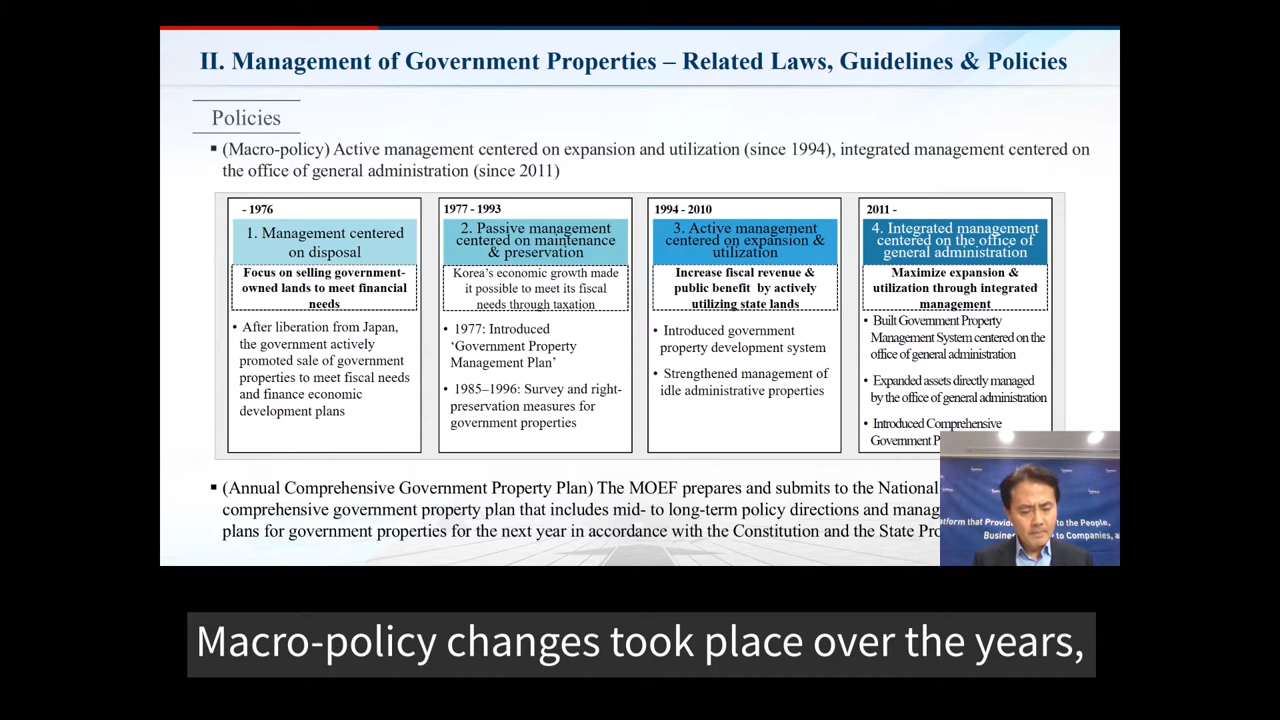 II. Management of Government Properties – Related Laws, Guidelines & Policies
Policies
▪ (Macro-policy) Active management centered on expansion and utilization (since 1994), integrated management centered on
the office of general administration (since 2011)
- 1976
1. Management centered
on disposal
Focus on selling government-
owned lands to meet financial
needs
• After liberation from Japan,
the government actively
promoted sale of government
properties to meet fiscal needs
and finance economic
development plans
1977 - 1993
2. Passive management
centered on maintenance
& preservation
Korea's economic growth made
it possible to meet its fiscal
needs through taxation
• 1977: Introduced
‘Government Property
Management Plan’
• 1985–1996: Survey and right-
preservation measures for
government properties
1994 - 2010
3. Active management
centered on expansion &
utilization
Increase fiscal revenue &
public benefit by actively
utilizing state lands
• Introduced government
property development system
• Strengthened management of
idle administrative properties
2011 -
4. Integrated management
centered on the office of
general administration
Maximize expansion &
utilization through integrated
management
• Built Government Property
Management System centered on the
office of general administration
• Expanded assets directly managed
by the office of general administration
• Introduced Comprehensive
Government
▪ (Annual Comprehensive Government Property Plan) The MOEF prepares and submits to the National
comprehensive government property plan that includes mid- to long-term policy directions and manag
plans for government properties for the next year in accordance with the Constitution and the State Pro
atform that Provid to the People,
Busine to Companies, a
Macro-policy changes took place over the years,